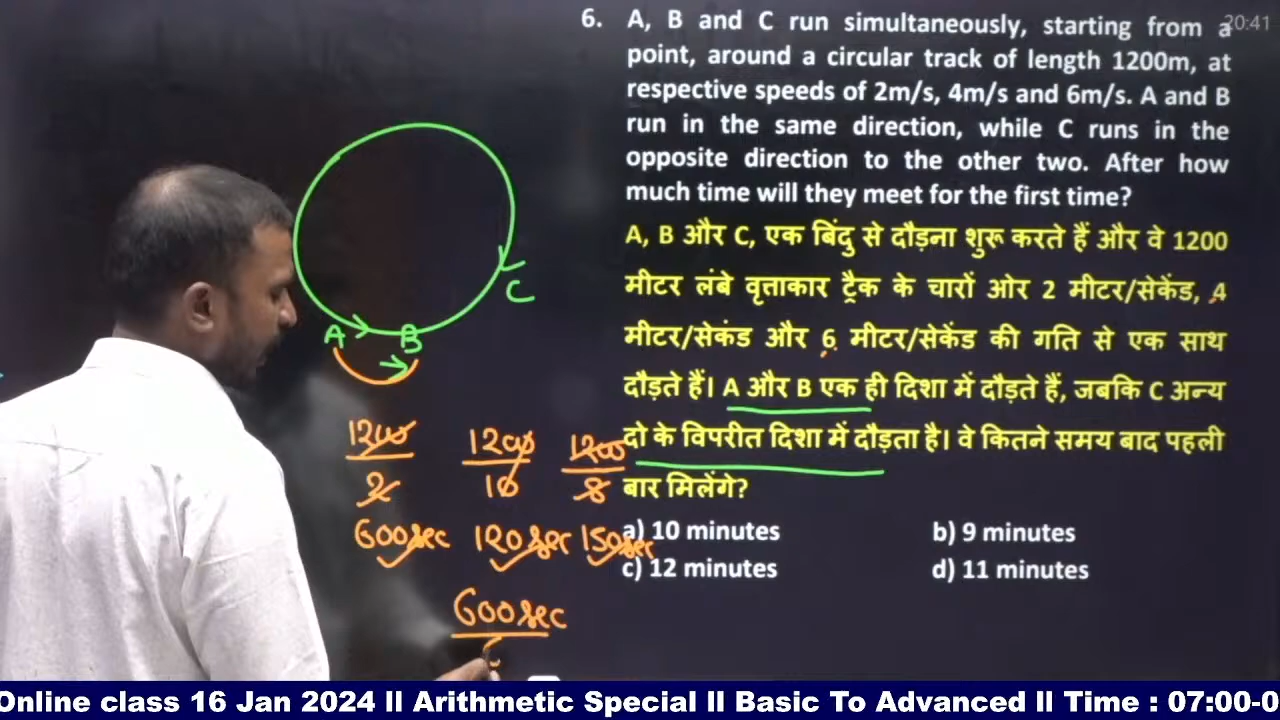 20:41
6. A, B and C run simultaneously, starting from a
point, around a circular track of length 1200m, at
respective speeds of 2m/s, 4m/s and 6m/s. A and B
run in the same direction, while C runs in the
opposite direction to the other two. After how
much time will they meet for the first time?
A, B और C, एक बिंदु से दौड़ना शुरू करते हैं और वे 1200
मीटर लंबे वृत्ताकार ट्रैक के चारों ओर 2 मीटर/सेकेंड, 4
मीटर/सेकंड और 6 मीटर/सेकेंड की गति से एक साथ
दौड़ते हैं। A और B एक ही दिशा में दौड़ते हैं, जबकि C अन्य
दो के विपरीत दिशा में दौड़ता है। वे कितने समय बाद पहली
बार मिलेंगे?
a) 10 minutes b) 9 minutes
c) 12 minutes d) 11 minutes
C
A B
1200 1200 1200
2 10 8
600sec 120sec 150sec
600sec
Online class 16 Jan 2024 ll Arithmetic Special ll Basic To Advanced ll Time : 07:00-0